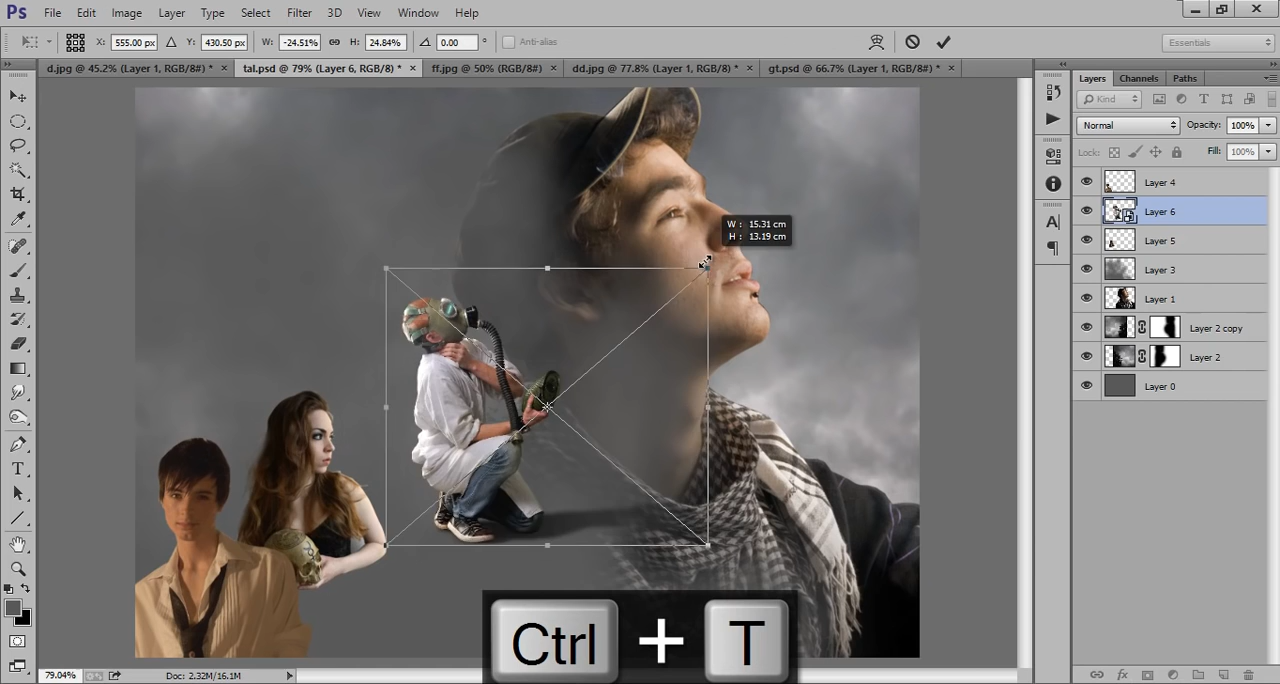 Ps File Edit Image Layer Type Select Filter 3D View Window Help
X: 555.00 px Y: 430.50 px W: -24.51% H: 24.84% 0.00 ° Anti-alias Essentials
d.jpg @ 45.2% (Layer 1, RGB/8#) * × tal.psd @ 79% (Layer 6, RGB/8) * × ff.jpg @ 50% (RGB/8#) × dd.jpg @ 77.8% (Layer 1, RGB/8) * × gt.psd @ 66.7% (Layer 1, RGB/8#) * ×
Layers Channels Paths
Kind
Normal Opacity: 100%
Lock: Fill: 100%
Layer 4
Layer 6
Layer 5
Layer 3
Layer 1
Layer 2 copy
Layer 2
Layer 0
W : 15.31 cm
H : 13.19 cm
Ctrl + T
79.04% Doc: 2.32M/16.1M